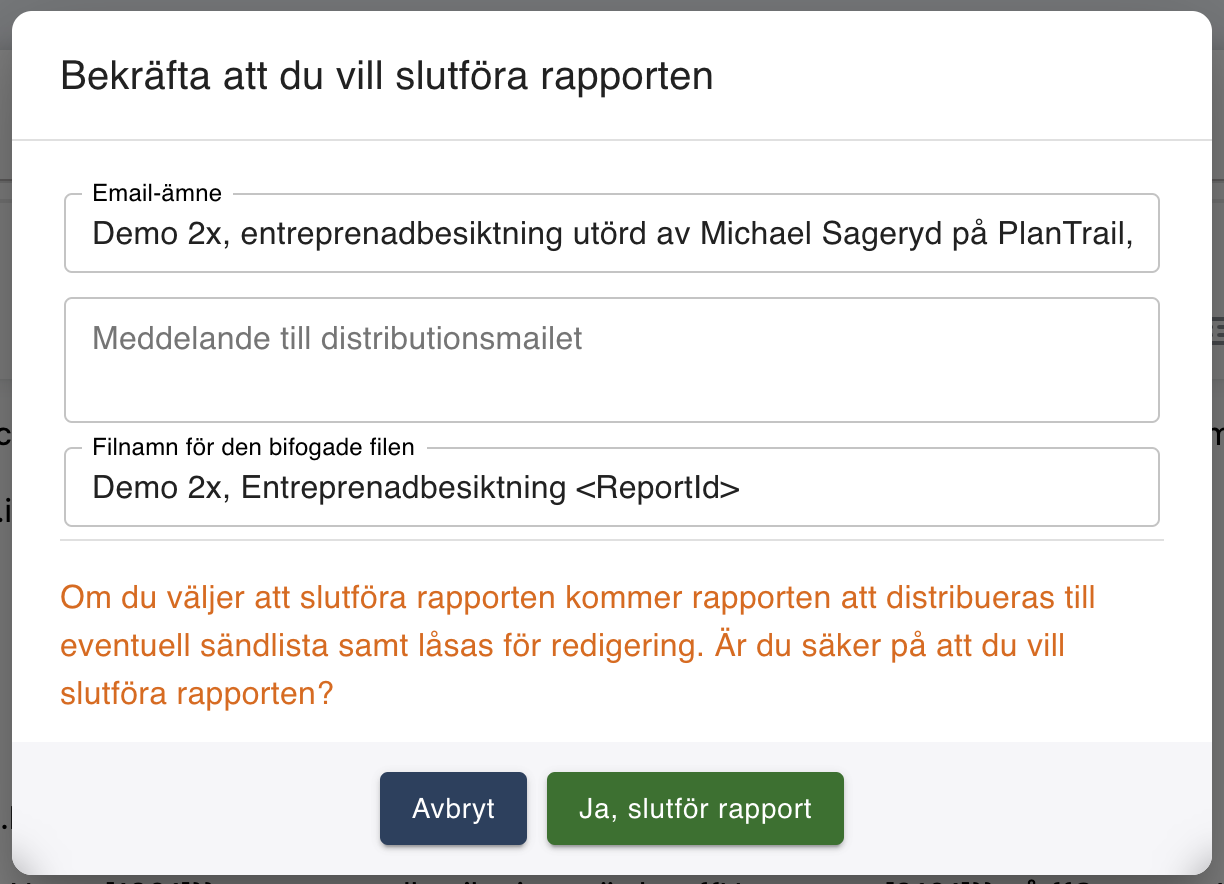 Bekräfta att du vill slutföra rapporten
Email-ämne
Demo 2x, entreprenadbesiktning utörd av Michael Sageryd på PlanTrail,
Meddelande till distributionsmailet
Filnamn för den bifogade filen
Demo 2x, Entreprenadbesiktning <ReportId>
Om du väljer att slutföra rapporten kommer rapporten att distribueras till
eventuell sändlista samt låsas för redigering. Är du säker på att du vill
slutföra rapporten?
Avbryt
Ja, slutför rapport